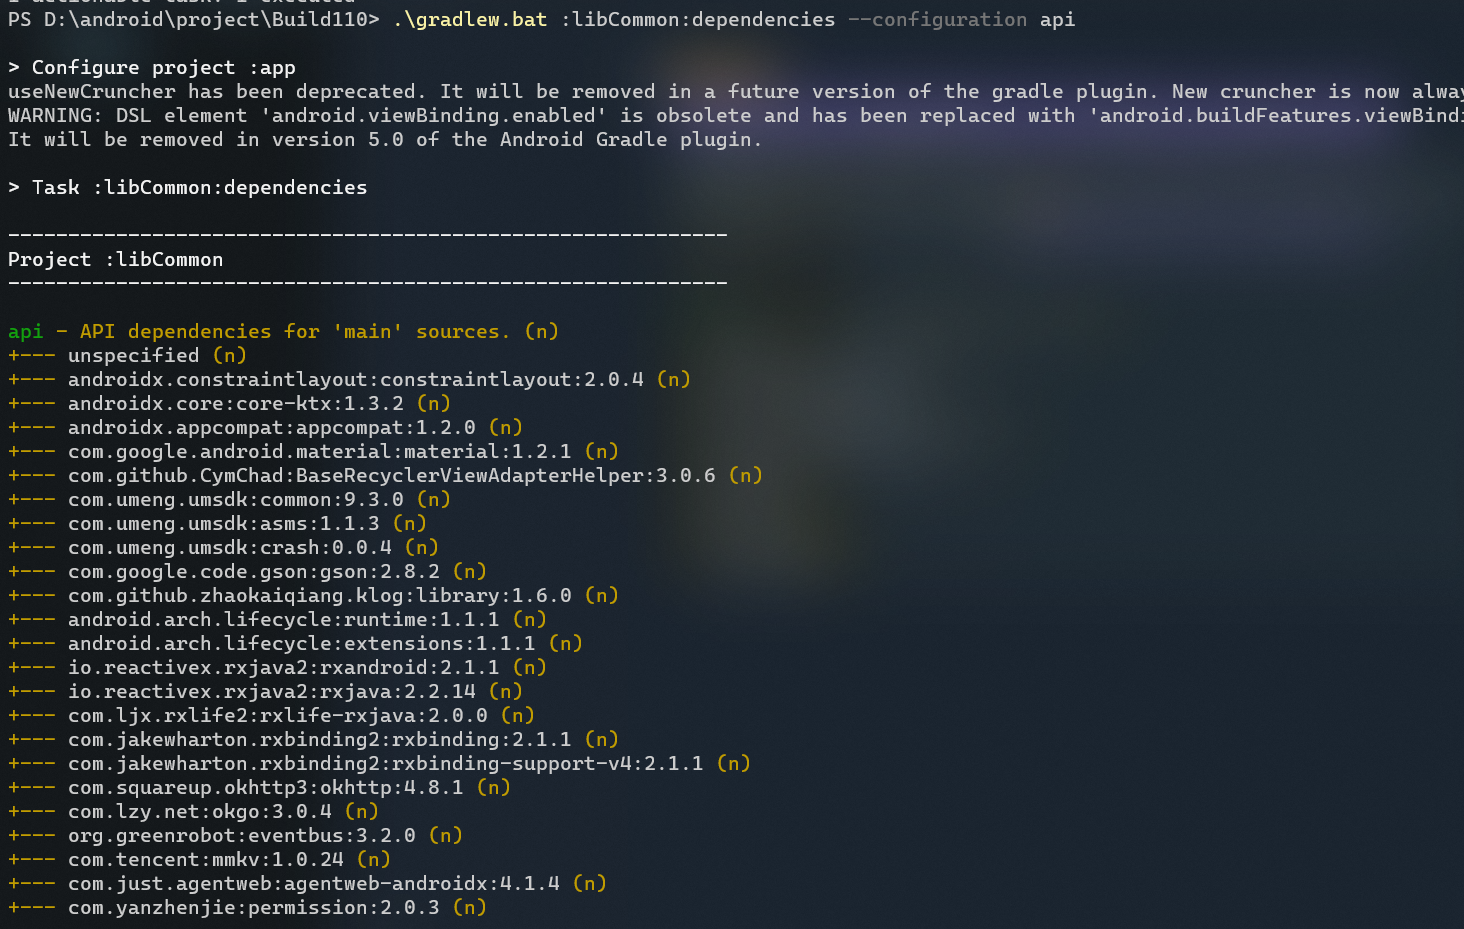 PS D:\android\project\Build110> .\gradlew.bat :libCommon:dependencies --configuration api
> Configure project :app
useNewCruncher has been deprecated. It will be removed in a future version of the gradle plugin. New cruncher is now
WARNING: DSL element 'android.viewBinding.enabled' is obsolete and has been replaced with 'android.buildFeatures.viewBindi
It will be removed in version 5.0 of the Android Gradle plugin.
> Task :libCommon:dependencies
------------------------------------------------------------
Project :libCommon
------------------------------------------------------------
api - API dependencies for 'main' sources. (n)
+--- unspecified (n)
+--- androidx.constraintlayout:constraintlayout:2.0.4 (n)
+--- androidx.core:core-ktx:1.3.2 (n)
+--- androidx.appcompat:appcompat:1.2.0 (n)
+--- com.google.android.material:material:1.2.1 (n)
+--- com.github.CymChad:BaseRecyclerViewAdapterHelper:3.0.6 (n)
+--- com.umeng.umsdk:common:9.3.0 (n)
+--- com.umeng.umsdk:asms:1.1.3 (n)
+--- com.umeng.umsdk:crash:0.0.4 (n)
+--- com.google.code.gson:gson:2.8.2 (n)
+--- com.github.zhaokaiqiang.klog:library:1.6.0 (n)
+--- android.arch.lifecycle:runtime:1.1.1 (n)
+--- android.arch.lifecycle:extensions:1.1.1 (n)
+--- io.reactivex.rxjava2:rxandroid:2.1.1 (n)
+--- io.reactivex.rxjava2:rxjava:2.2.14 (n)
+--- com.ljx.rxlife2:rxlife-rxjava:2.0.0 (n)
+--- com.jakewharton.rxbinding2:rxbinding:2.1.1 (n)
+--- com.jakewharton.rxbinding2:rxbinding-support-v4:2.1.1 (n)
+--- com.squareup.okhttp3:okhttp:4.8.1 (n)
+--- com.lzy.net:okgo:3.0.4 (n)
+--- org.greenrobot:eventbus:3.2.0 (n)
+--- com.tencent:mmkv:1.0.24 (n)
+--- com.just.agentweb:agentweb-androidx:4.1.4 (n)
+--- com.yanzhenjie:permission:2.0.3 (n)